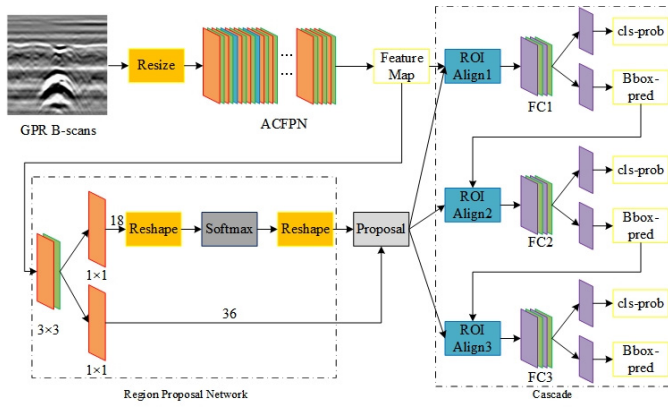 GPR B-scans
Resize
ACFPN
Feature
Map
ROI
Align1
FC1
cls-prob
Bbox-
pred
18
Reshape
Softmax
Reshape
Proposal
1×1
3×3
36
1×1
Region Proposal Network
ROI
Align2
FC2
cls-prob
Bbox-
pred
ROI
Align3
FC3
cls-prob
Bbox-
pred
Cascade